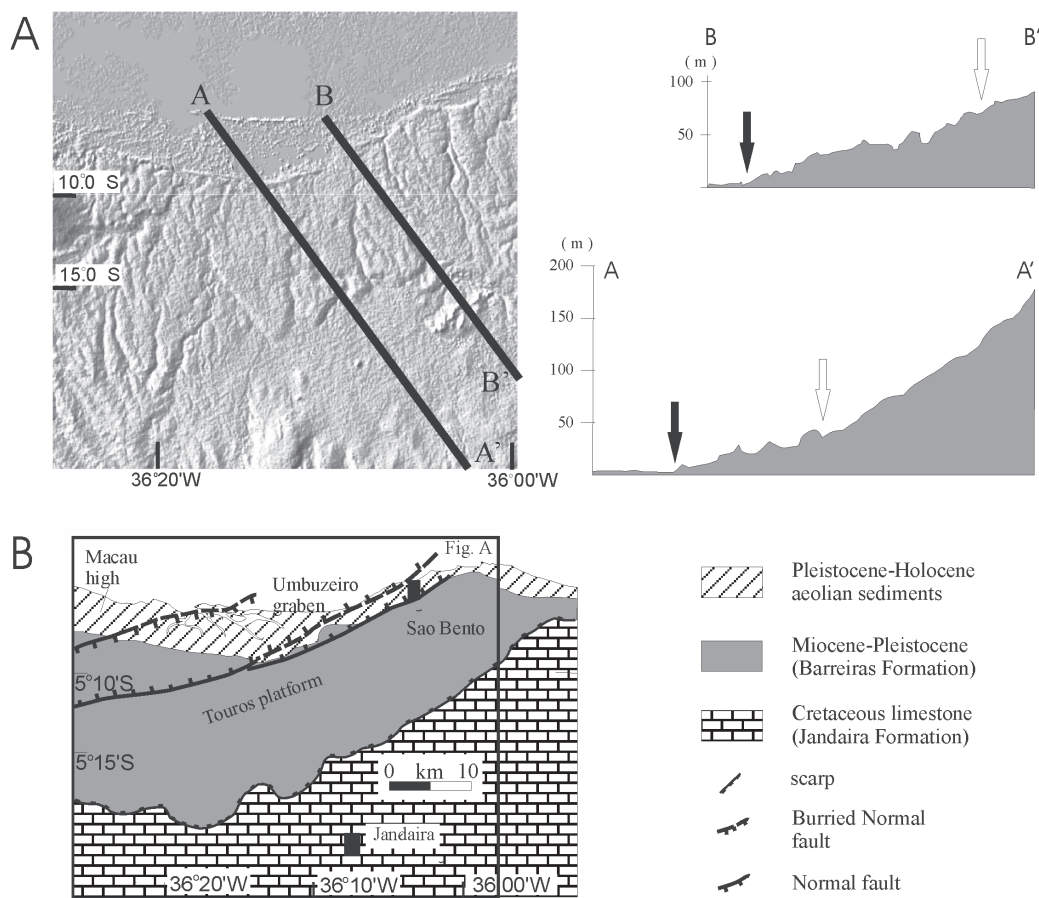 A
A
B
10.0 S
15.0 S
B'
A'
36°20'W
36°00'W
B
B'
(m)
100
50
(m)
200
A
A'
150
100
50
B
Macau
high
Fig. A
Umbuzeiro
graben
Sao Bento
5°10'S
Touros platform
5°15'S
0 km 10
Jandaira
36°20'W
36°10'W
36°00'W
Pleistocene-Holocene
aeolian sediments
Miocene-Pleistocene
(Barreiras Formation)
Cretaceous limestone
(Jandaira Formation)
scarp
Burried Normal
fault
Normal fault